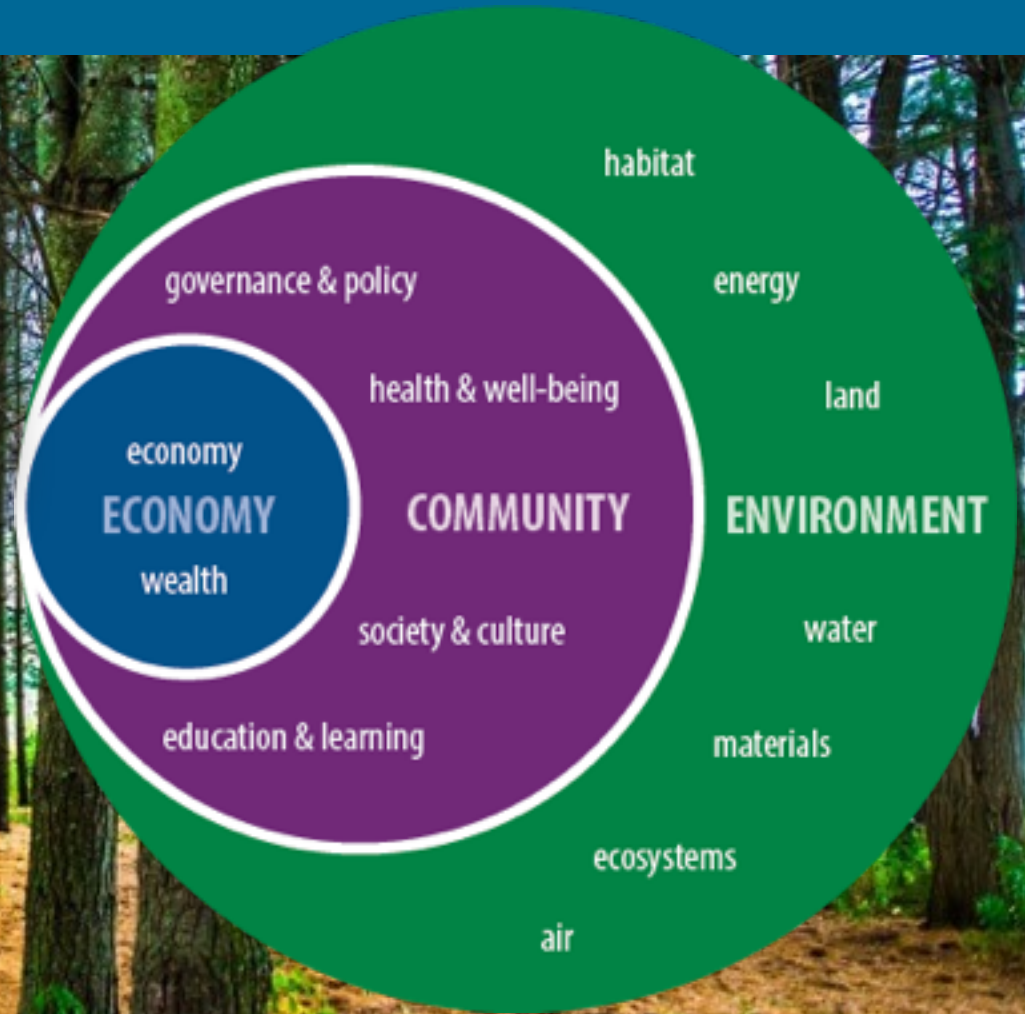 habitat
governance & policy
energy
health & well-being
land
economy
ECONOMY
COMMUNITY
ENVIRONMENT
wealth
society & culture
water
education & learning
materials
ecosystems
air